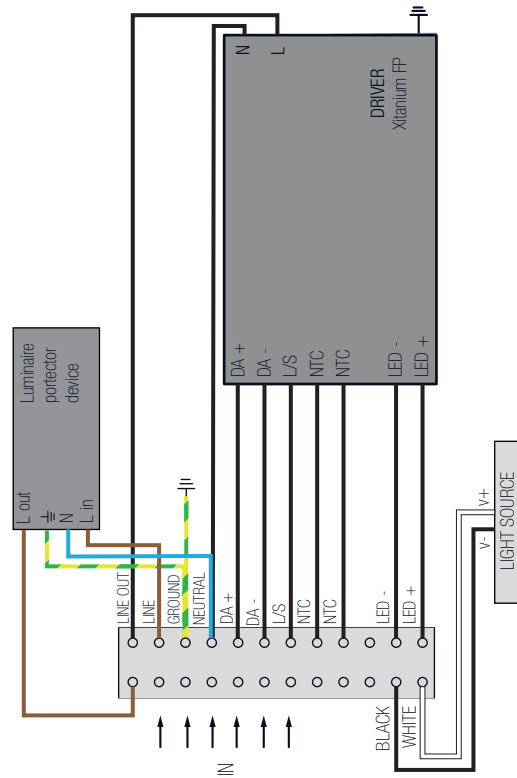 Luminaire
portector
device
L out
N
L in
N
L
DRIVER
Xitanium FP
DA +
DA -
L/S
NTC
NTC
LED -
LED +
LINE OUT
LINE
GROUND
NEUTRAL
DA +
DA -
L/S
NTC
NTC
LED -
LED +
IN
BLACK
WHITE
V-
V+
LIGHT SOURCE